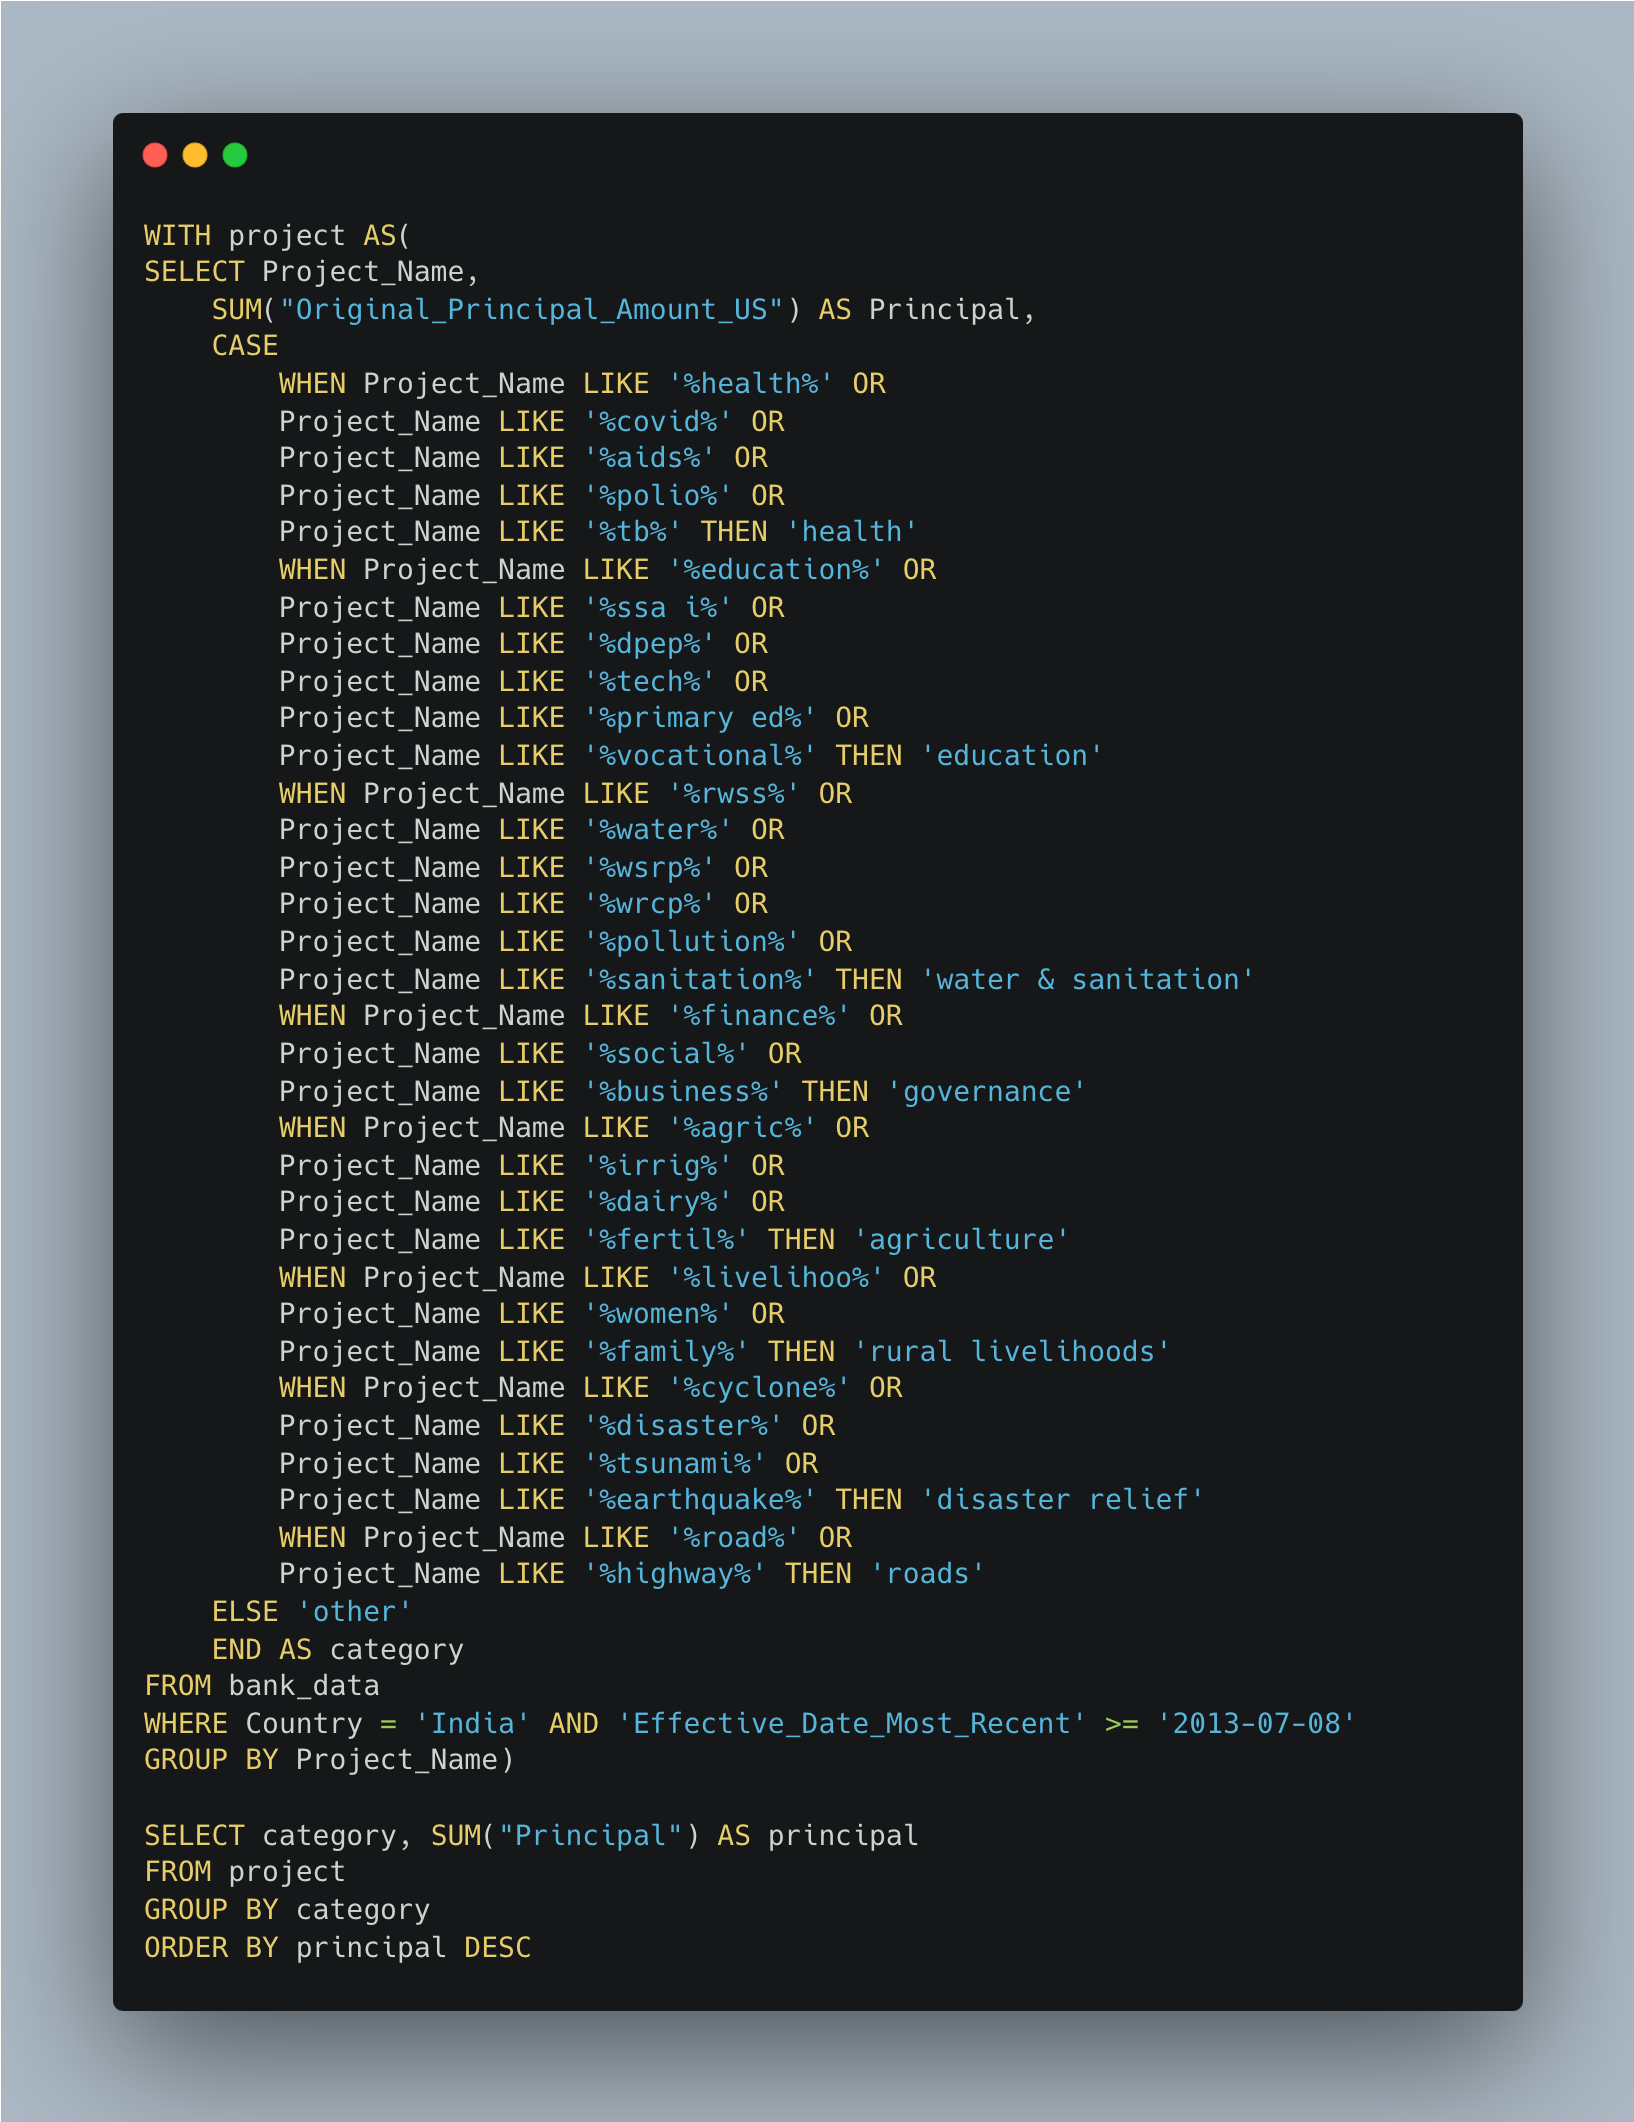 WITH project AS(
SELECT Project_Name,
    SUM("Original_Principal_Amount_US") AS Principal,
    CASE
        WHEN Project_Name LIKE '%health%' OR
        Project_Name LIKE '%covid%' OR
        Project_Name LIKE '%aids%' OR
        Project_Name LIKE '%polio%' OR
        Project_Name LIKE '%tb%' THEN 'health'
        WHEN Project_Name LIKE '%education%' OR
        Project_Name LIKE '%ssa i%' OR
        Project_Name LIKE '%dpep%' OR
        Project_Name LIKE '%tech%' OR
        Project_Name LIKE '%primary ed%' OR
        Project_Name LIKE '%vocational%' THEN 'education'
        WHEN Project_Name LIKE '%rwss%' OR
        Project_Name LIKE '%water%' OR
        Project_Name LIKE '%wsrp%' OR
        Project_Name LIKE '%wrcp%' OR
        Project_Name LIKE '%pollution%' OR
        Project_Name LIKE '%sanitation%' THEN 'water & sanitation'
        WHEN Project_Name LIKE '%finance%' OR
        Project_Name LIKE '%social%' OR
        Project_Name LIKE '%business%' THEN 'governance'
        WHEN Project_Name LIKE '%agric%' OR
        Project_Name LIKE '%irrig%' OR
        Project_Name LIKE '%dairy%' OR
        Project_Name LIKE '%fertil%' THEN 'agriculture'
        WHEN Project_Name LIKE '%livelihoo%' OR
        Project_Name LIKE '%women%' OR
        Project_Name LIKE '%family%' THEN 'rural livelihoods'
        WHEN Project_Name LIKE '%cyclone%' OR
        Project_Name LIKE '%disaster%' OR
        Project_Name LIKE '%tsunami%' OR
        Project_Name LIKE '%earthquake%' THEN 'disaster relief'
        WHEN Project_Name LIKE '%road%' OR
        Project_Name LIKE '%highway%' THEN 'roads'
    ELSE 'other'
    END AS category
FROM bank_data
WHERE Country = 'India' AND 'Effective_Date_Most_Recent' >= '2013-07-08'
GROUP BY Project_Name)

SELECT category, SUM("Principal") AS principal
FROM project
GROUP BY category
ORDER BY principal DESC